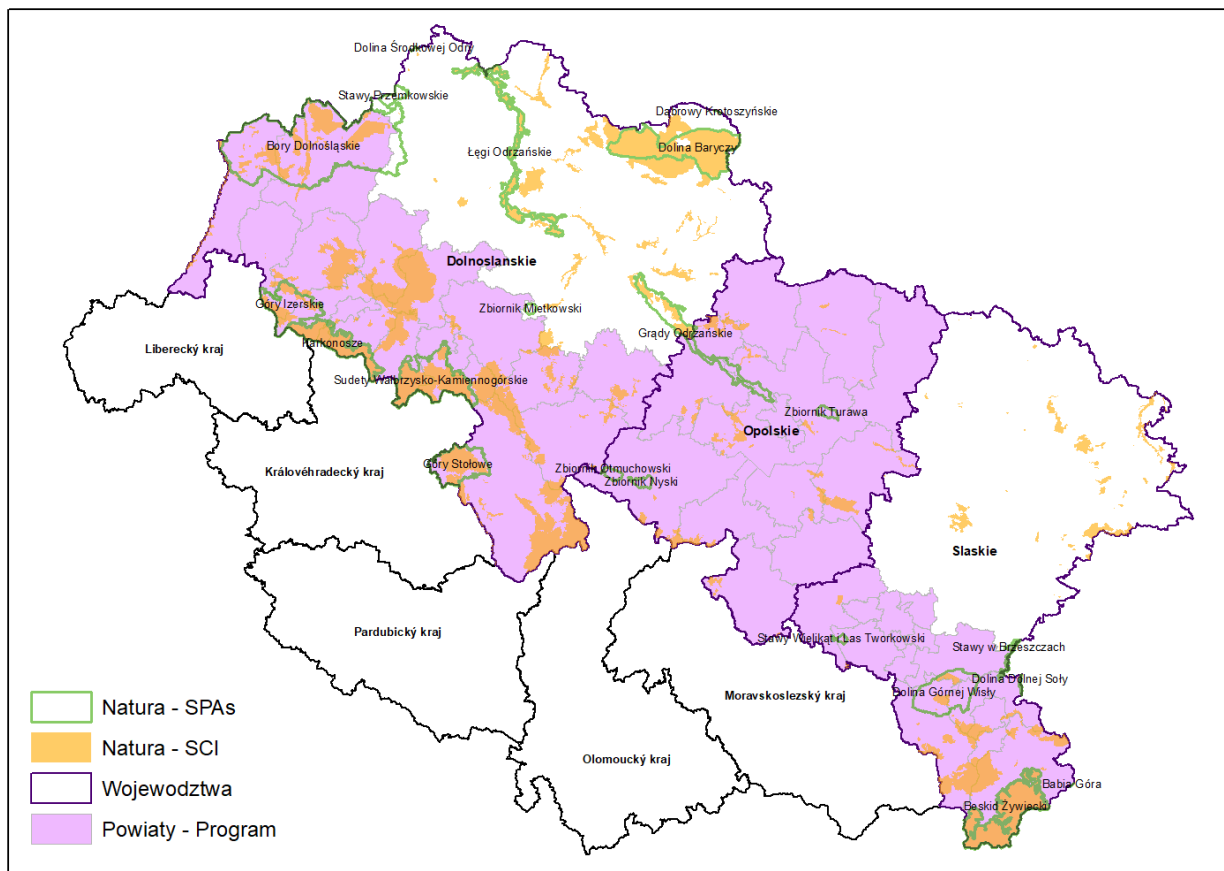 Dolina Środkowej Odry
Stawy Przemkowskie
Dąbrowy Krotoszyńskie
Bory Dolnośląskie
Łęgi Odrzańskie
Dolina Baryczy
Dolnoslanskie
Góry Izerskie
Zbiornik Mietkowski
Karkonosze
Grądy Odrzańskie
Liberecký kraj
Sudety Wałbrzysko-Kamiennogórskie
Zbiornik Turawa
Opolskie
Góry Stołowe
Zbiornik Otmuchowski
Královéhradecký kraj
Zbiornik Nyski
Slaskie
Pardubický kraj
Stawy Wielikąt i Las Tworkowski
Stawy w Brzeszczach
Dolina Dolnej Soły
Moravskoslezský kraj
Dolina Górnej Wisły
Olomoucký kraj
Babia Góra
Beskid Żywiecki
Natura - SPAs
Natura - SCI
Wojewodztwa
Powiaty - Program